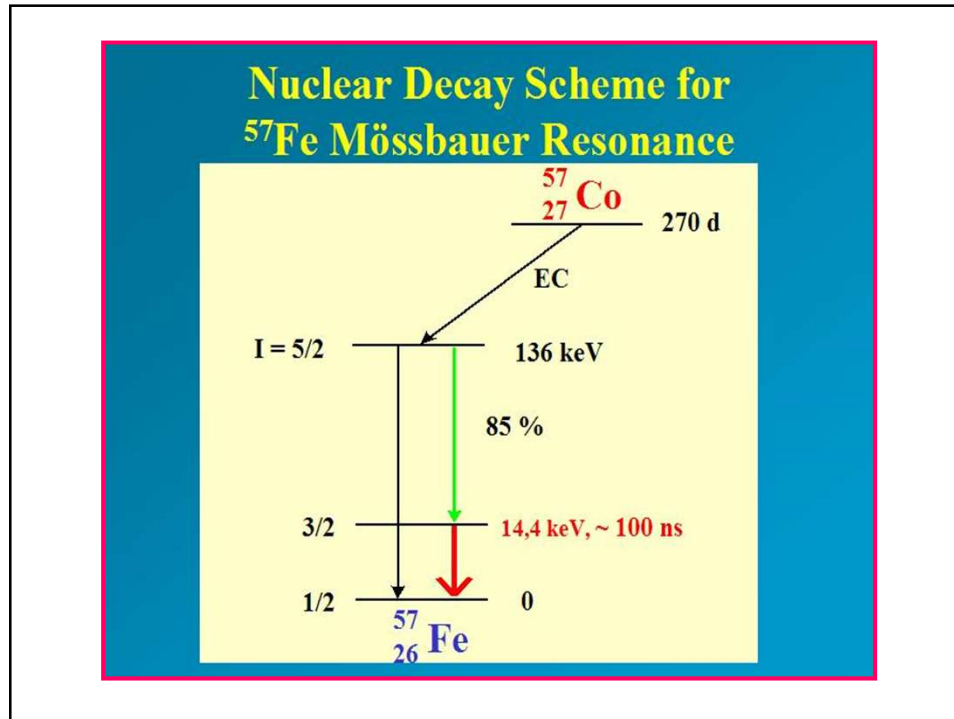 Nuclear Decay Scheme for
57Fe Mössbauer Resonance
57
27 Co
270 d
EC
I = 5/2
136 keV
85 %
3/2
14,4 keV, ~ 100 ns
1/2
0
57
26 Fe